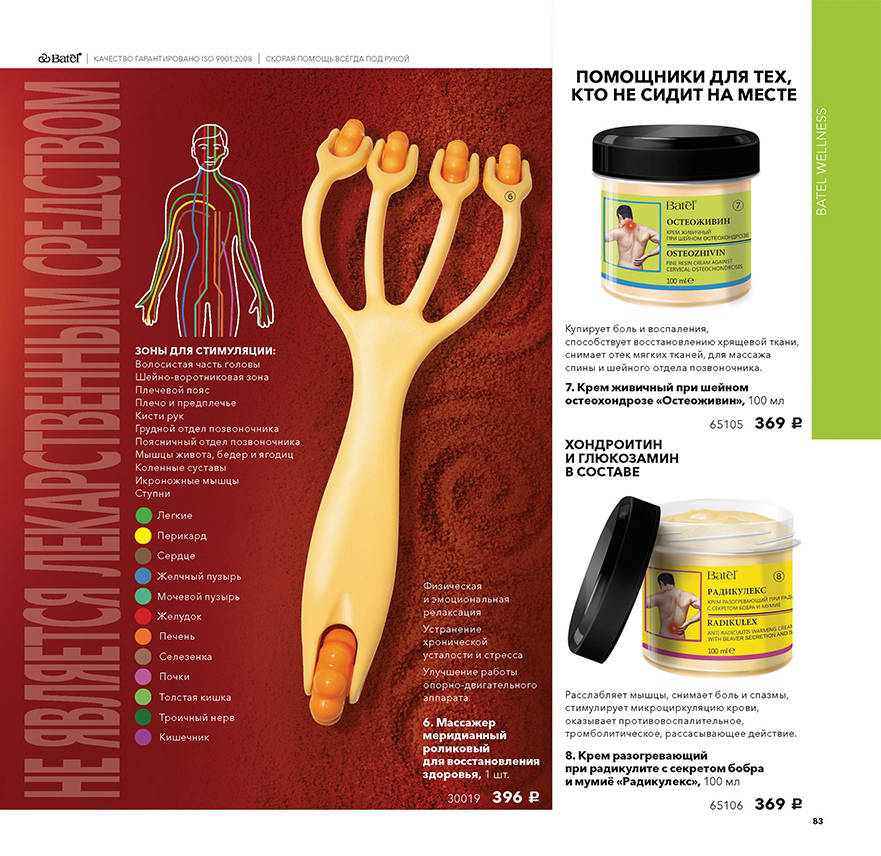 Batel
КАЧЕСТВО ГАРАНТИРОВАНО ISO 9001:2008
СКОРАЯ ПОМОЩЬ ВСЕГДА ПОД РУКОЙ
НЕ ЯВЛЯЕТСЯ ЛЕКАРСТВЕННЫМ СРЕДСТВОМ
ЗОНЫ ДЛЯ СТИМУЛЯЦИИ:
Волосистая часть головы
Шейно-воротниковая зона
Плечевой пояс
Плечо и предплечье
Кисти рук
Грудной отдел позвоночника
Поясничный отдел позвоночника
Мышцы живота, бедер и ягодиц
Коленные суставы
Икроножные мышцы
Ступни
Легкие
Перикард
Сердце
Желчный пузырь
Мочевой пузырь
Желудок
Печень
Селезенка
Почки
Толстая кишка
Троичный нерв
Кишечник
6
Физическая
и эмоциональная
релаксация
Устранение
хронической
усталости и стресса
Улучшение работы
опорно-двигательного
аппарата
6. Массажер
меридианный
роликовый
для восстановления
здоровья, 1 шт.
30019 396 ₽
ПОМОЩНИКИ ДЛЯ ТЕХ,
КТО НЕ СИДИТ НА МЕСТЕ
BATEL WELLNESS
Batel 7
ОСТЕОЖИВИН
КРЕМ ЖИВИЧНЫЙ
ПРИ ШЕЙНОМ ОСТЕОХОНДРОЗЕ
OSTEOZHIVIN
PINE RESIN CREAM AGAINST
CERVICAL OSTEOCHONDROSIS
100 ml e
Купирует боль и воспаления,
способствует восстановлению хрящевой ткани,
снимает отек мягких тканей, для массажа
спины и шейного отдела позвоночника.
7. Крем живичный при шейном
остеохондрозе «Остеоживин», 100 мл
65105 369 ₽
ХОНДРОИТИН
И ГЛЮКОЗАМИН
В СОСТАВЕ
Batel 8
РАДИКУЛЕКС
КРЕМ РАЗОГРЕВАЮЩИЙ ПРИ
С СЕКРЕТОМ БОБРА И МУМИЁ
RADIKULEX
ANTI RADICULITIS WARMING CREAM
WITH BEAVER SECRETION AND
100 ml e
Расслабляет мышцы, снимает боль и спазмы,
стимулирует микроциркуляцию крови,
оказывает противовоспалительное,
тромболитическое, рассасывающее действие.
8. Крем разогревающий
при радикулите с секретом бобра
и мумиё «Радикулекс», 100 мл
65106 369 ₽
83